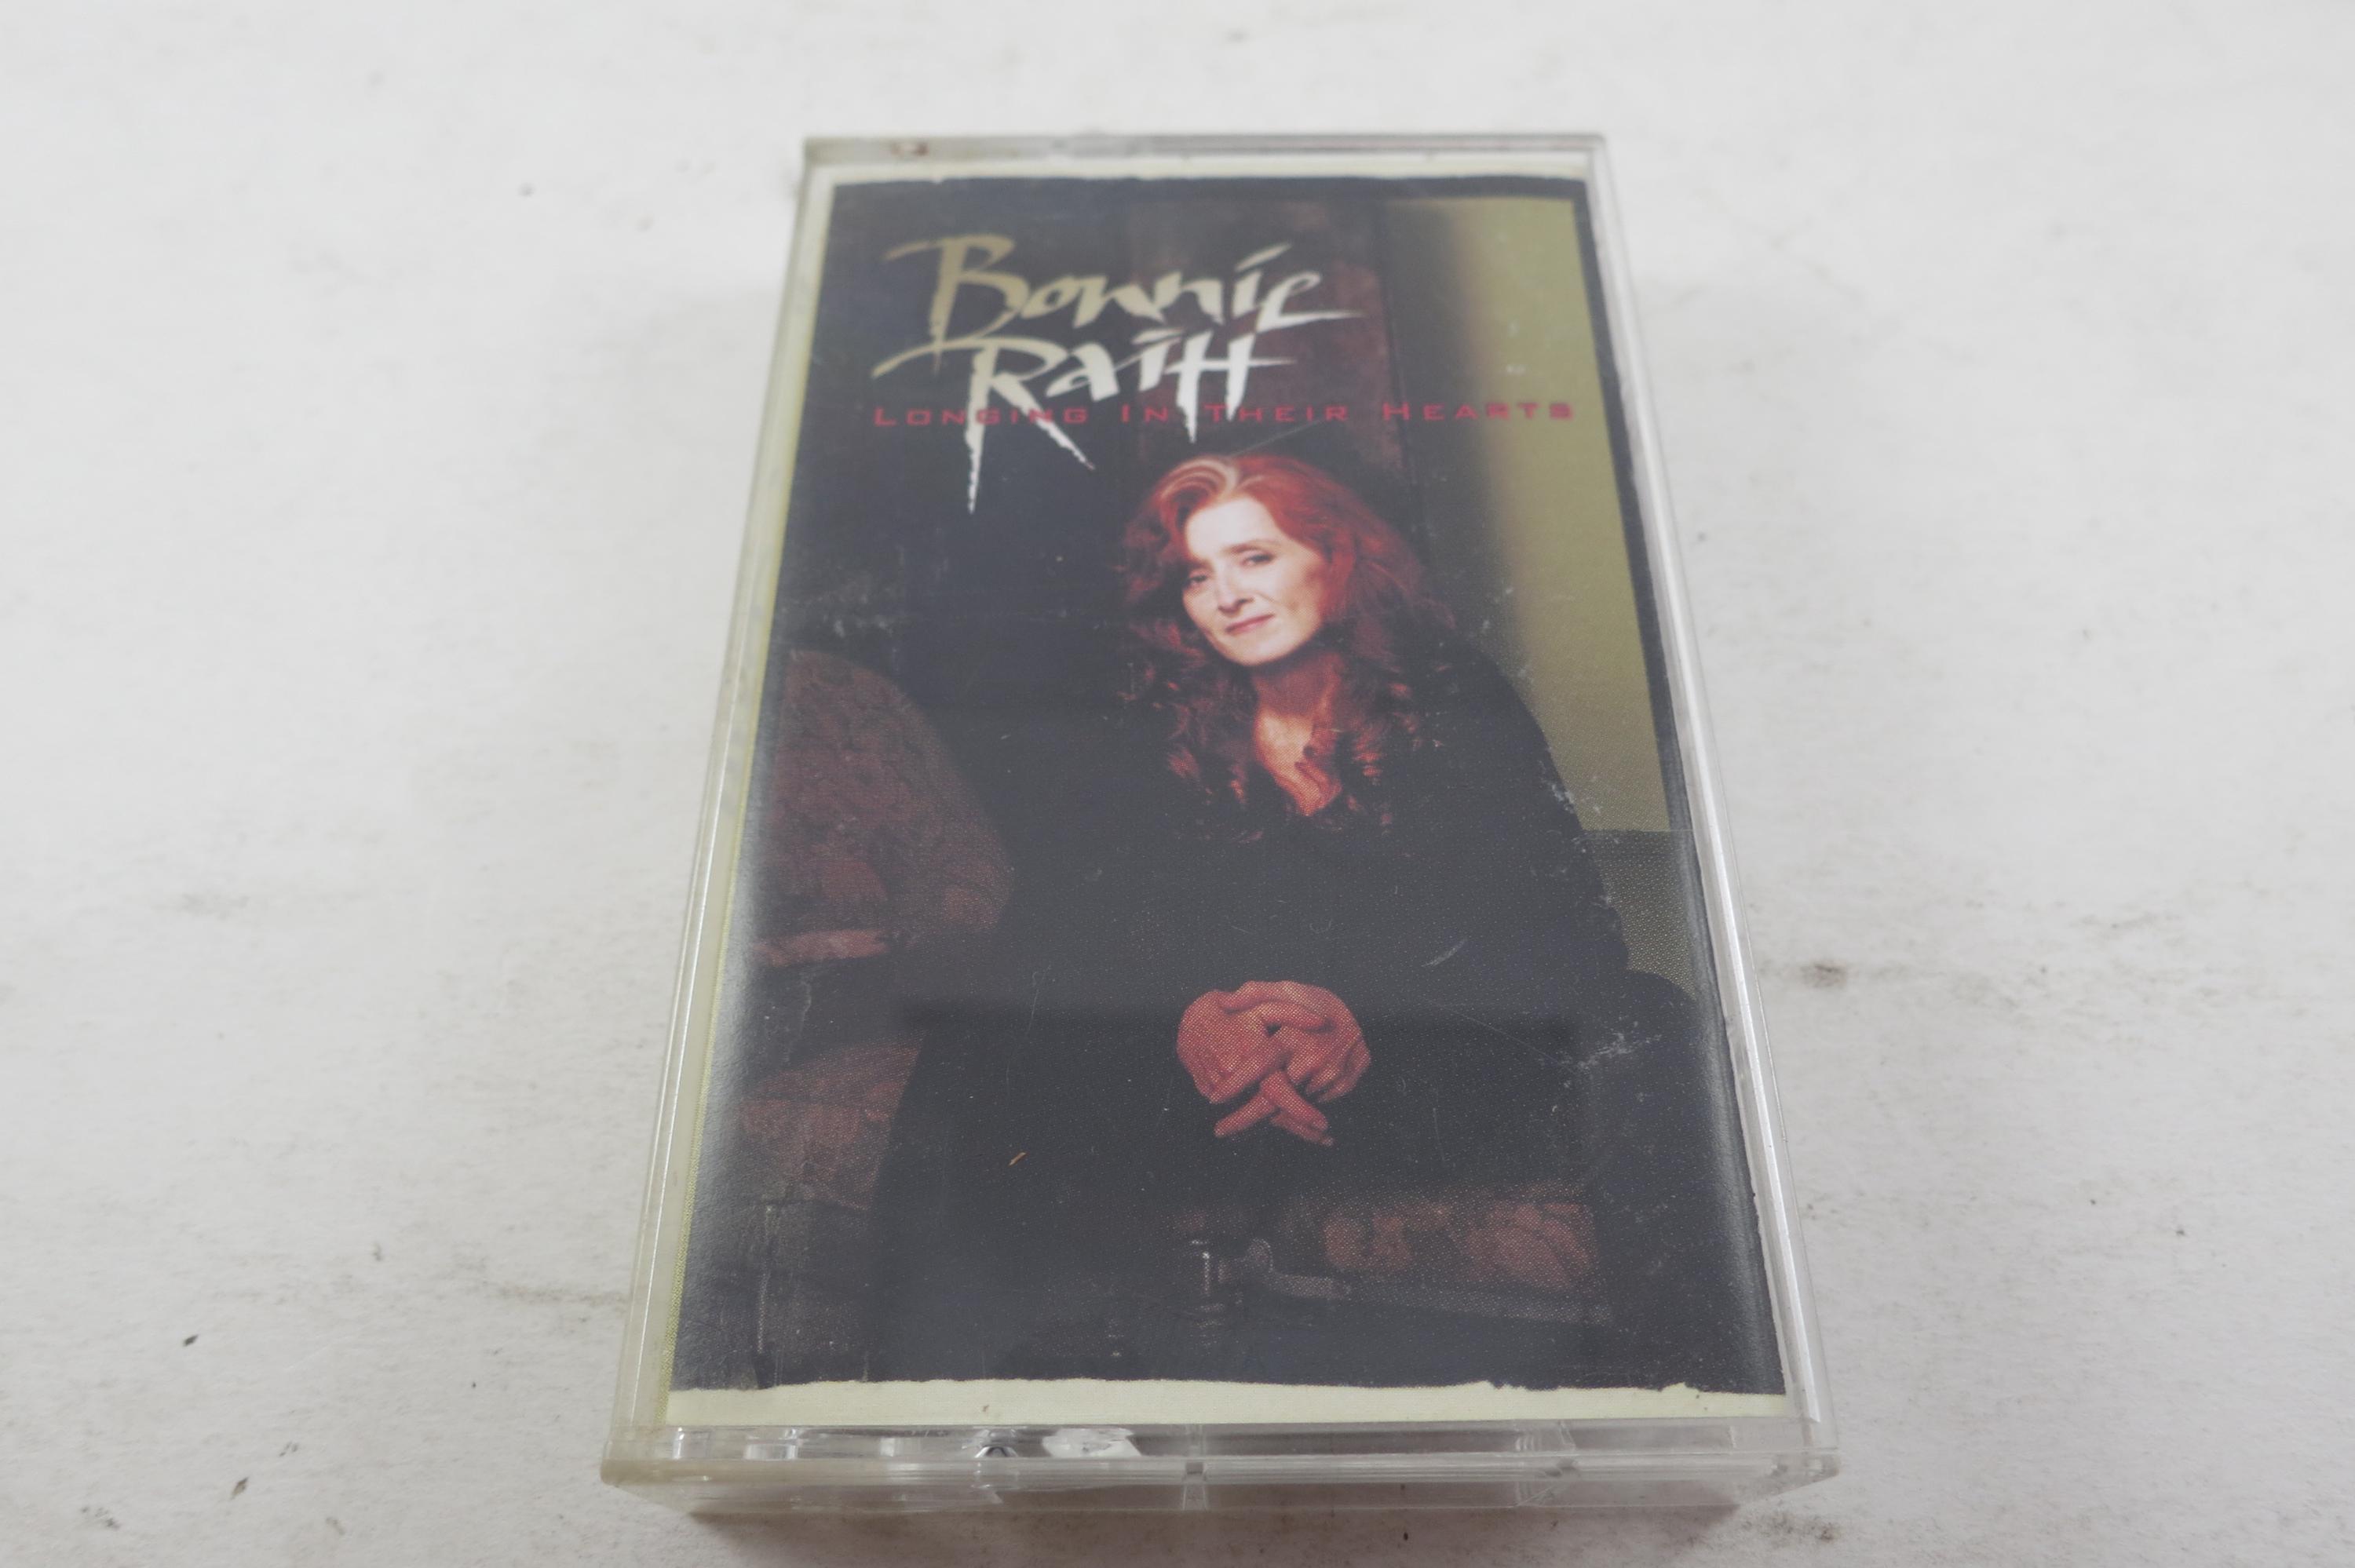 Bonnie
Raitt
LONGING IN THEIR HEARTS